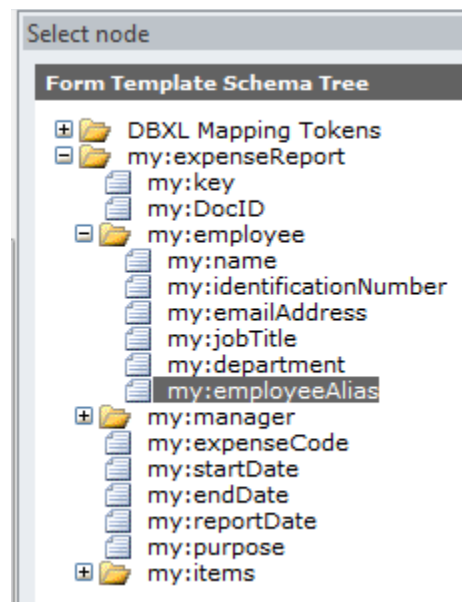 Select node
Form Template Schema Tree
DBXL Mapping Tokens
my:expenseReport
my:key
my:DocID
my:employee
my:name
my:identificationNumber
my:emailAddress
my:jobTitle
my:department
my:employeeAlias
my:manager
my:expenseCode
my:startDate
my:endDate
my:reportDate
my:purpose
my:items